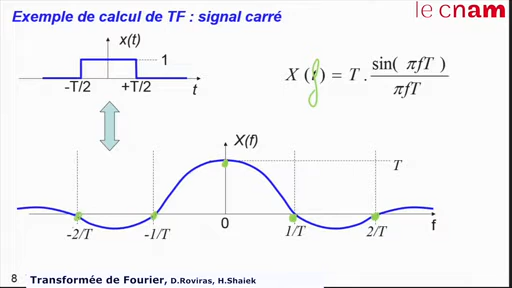 le cnam
Exemple de calcul de TF : signal carré
x(t)
1
-T/2
+T/2
t
X (f) = T . sin( πfT ) / πfT
X(f)
T
-2/T
-1/T
0
1/T
2/T
f
8
Transformée de Fourier, D.Roviras, H.Shaiek